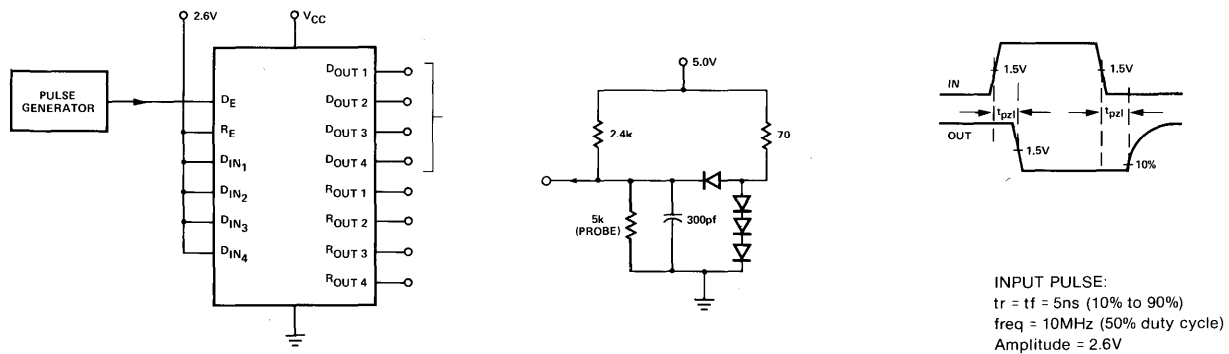 2.6V
VCC
PULSE
GENERATOR
DE
RE
DIN1
DIN2
DIN3
DIN4
DOUT 1
DOUT 2
DOUT 3
DOUT 4
ROUT 1
ROUT 2
ROUT 3
ROUT 4
5.0V
2.4k
70
5k
(PROBE)
300pf
IN
1.5V
1.5V
tpzl
tpzl
OUT
1.5V
10%
INPUT PULSE:
tr = tf = 5ns (10% to 90%)
freq = 10MHz (50% duty cycle)
Amplitude = 2.6V